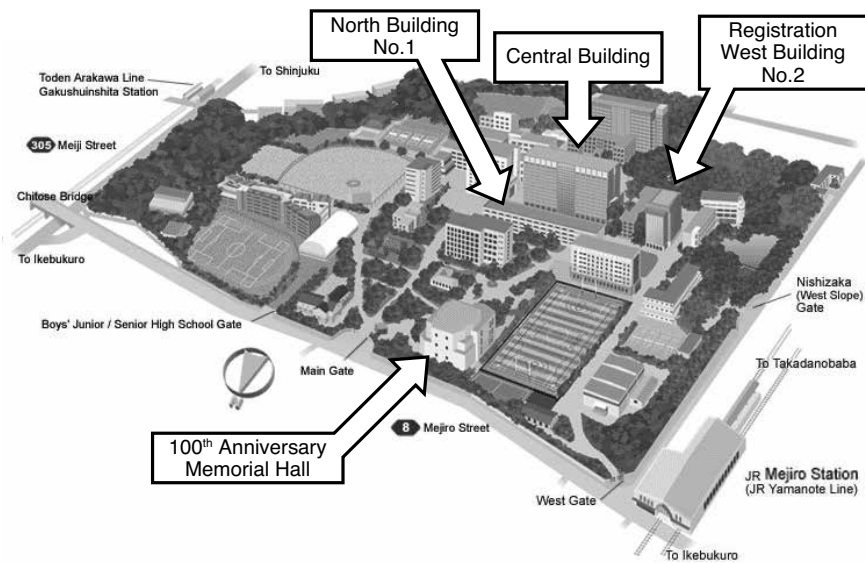 North Building
No.1
Central Building
Registration
West Building
No.2
Toden Arakawa Line
Gakushuinshita Station
To Shinjuku
305 Meiji Street
Chitose Bridge
To Ikebukuro
Boys' Junior / Senior High School Gate
Main Gate
Nishizaka
(West Slope)
Gate
To Takadanobaba
100th Anniversary
Memorial Hall
8 Mejiro Street
JR Mejiro Station
(JR Yamanote Line)
West Gate
To Ikebukuro